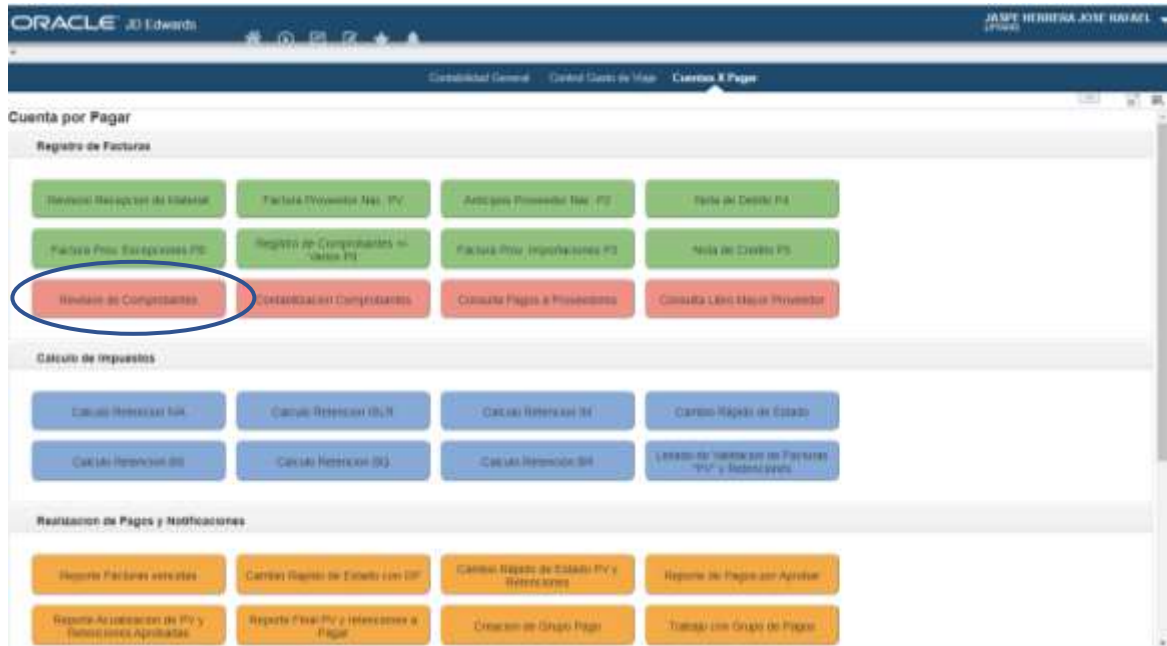 ORACLE JD Edwards
JASPE HERRERA JOSE RAFAEL
Contabilidad General Control Gasto de Viaje Cuentas X Pagar
Cuenta por Pagar
Registro de Facturas
Revision Recepcion de Material Factura Proveedor Nac. PV Anticipos Proveedor Nac. P2 Nota de Debito P4
Factura Prov. Excepciones P8 Registro de Comprobantes +/- Factura Prov. Importaciones P3 Nota de Credito P5
Varios P9
Revision de Comprobantes Contabilizacion Comprobantes Consulta Pagos a Proveedores Consulta Libro Mayor Proveedor
Calculo de Impuestos
Calculo Retencion IVA Calculo Retencion ISLR Calculo Retencion Cambio Rápido de Estado
Calculo Retencion Calculo Retencion Calculo Retencion Listado de Validacion de Facturas
"PV" y Retenciones
Realizacion de Pagos y Notificaciones
Reporte Facturas vencidas Cambio Rapido de Estado con Cambio Rápido de Estado PV y Reporte de Pagos por Aprobar
Retenciones
Reporte Actualizacion de PV y Reporte Final PV y retenciones a Creacion de Grupo Pago Trabajo con Grupo de Pagos
Retenciones Aprobadas Pagar